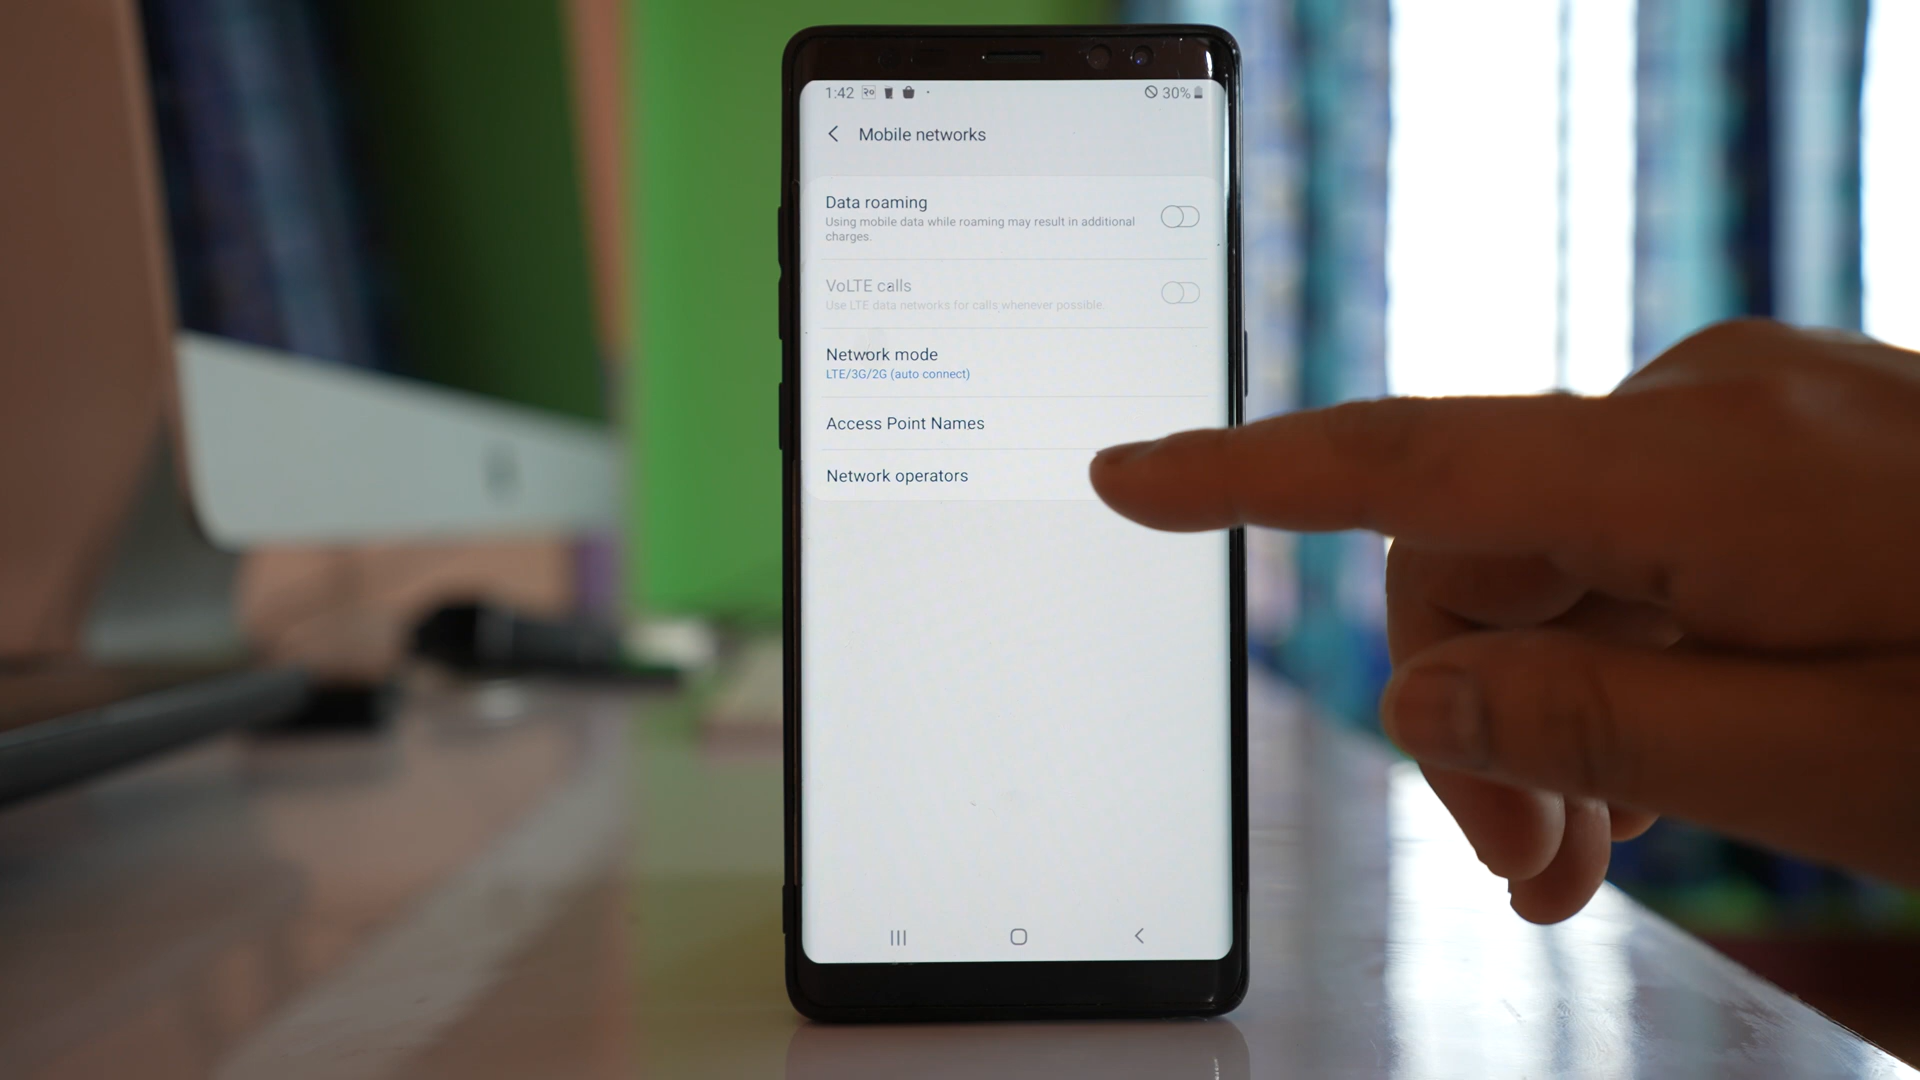 1:42
30%
Mobile networks
Data roaming
Using mobile data while roaming may result in additional
charges.
VoLTE calls
Use LTE data networks for calls whenever possible.
Network mode
LTE/3G/2G (auto connect)
Access Point Names
Network operators